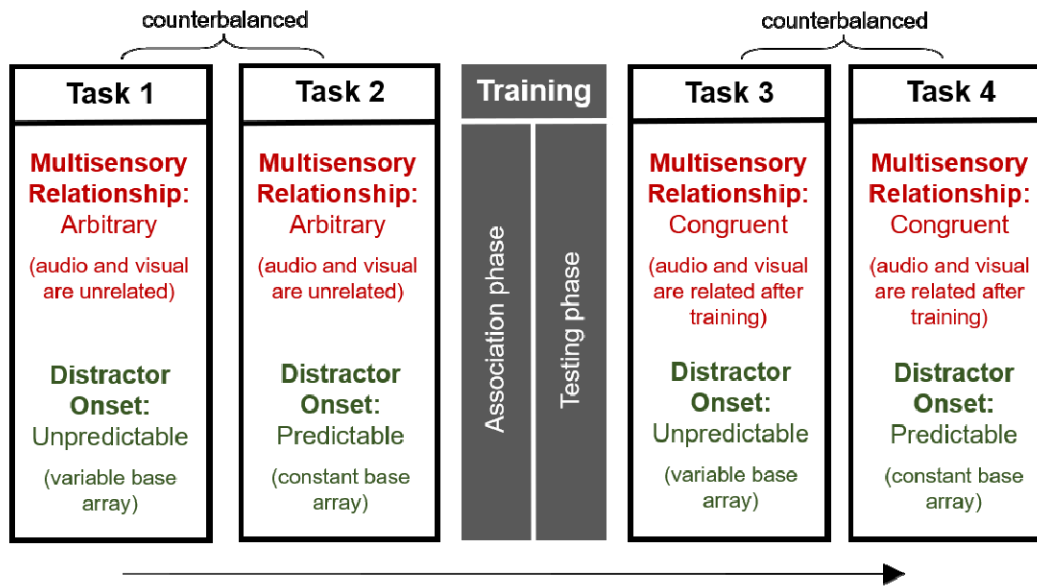 counterbalanced
counterbalanced
Task 1
Multisensory
Relationship:
Arbitrary
(audio and visual
are unrelated)
Distractor
Onset:
Unpredictable
(variable base
array)
Task 2
Multisensory
Relationship:
Arbitrary
(audio and visual
are unrelated)
Distractor
Onset:
Predictable
(constant base
array)
Training
Association phase
Testing phase
Task 3
Multisensory
Relationship:
Congruent
(audio and visual
are related after
training)
Distractor
Onset:
Unpredictable
(variable base
array)
Task 4
Multisensory
Relationship:
Congruent
(audio and visual
are related after
training)
Distractor
Onset:
Predictable
(constant base
array)